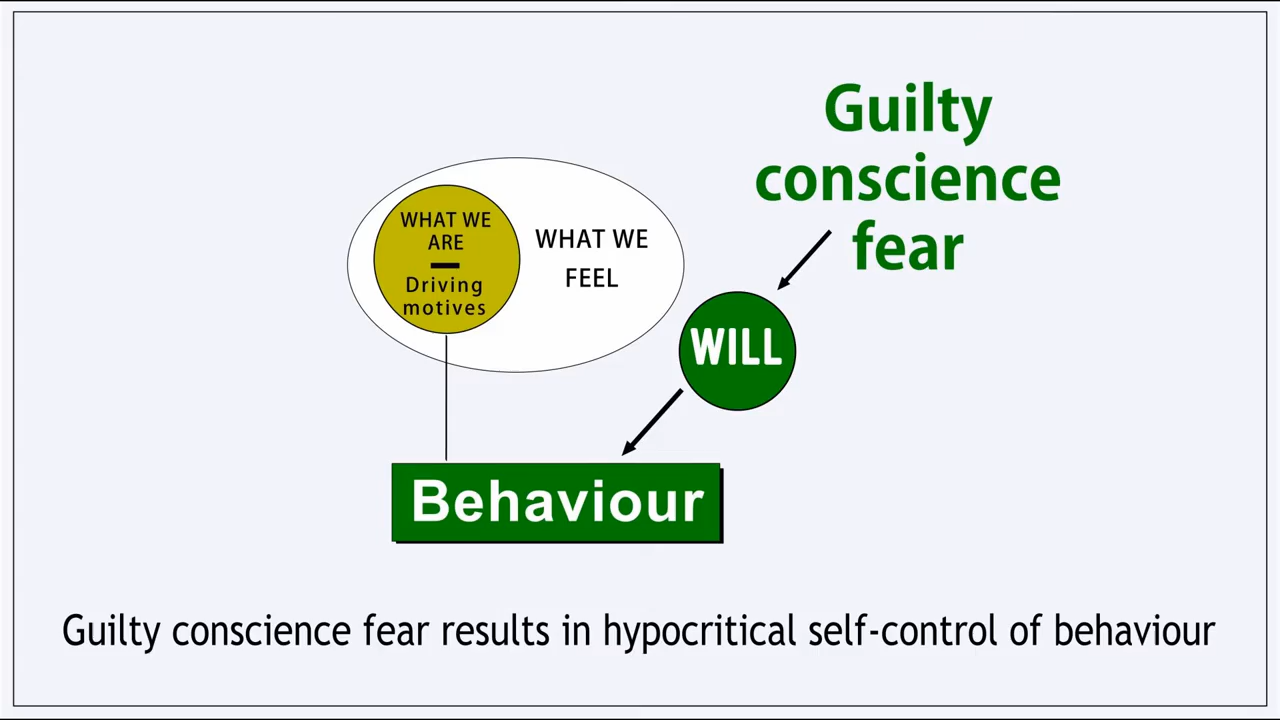 Guilty
conscience
fear
WHAT WE
ARE
Driving
motives
WHAT WE
FEEL
WILL
Behaviour
Guilty conscience fear results in hypocritical self-control of behaviour